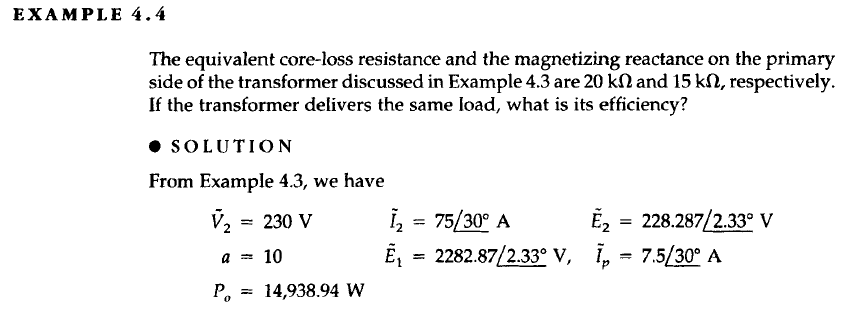 EXAMPLE 4.4
The equivalent core-loss resistance and the magnetizing reactance on the primary
side of the transformer discussed in Example 4.3 are 20 kΩ and 15 kΩ, respectively.
If the transformer delivers the same load, what is its efficiency?
● SOLUTION
From Example 4.3, we have
Ṽ₂ = 230 V Ĩ₂ = 75/30° A Ẽ₂ = 228.287/2.33° V
a = 10 Ẽ₁ = 2282.87/2.33° V, Ĩₚ = 7.5/30° A
Pₒ = 14,938.94 W